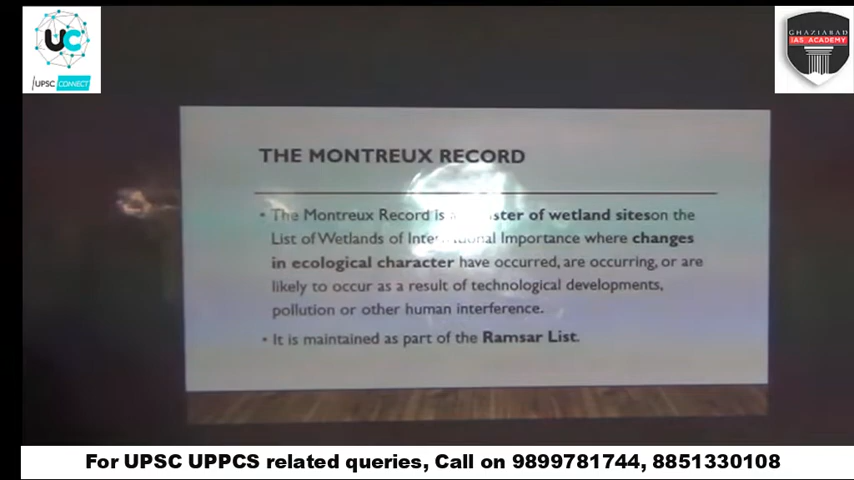 UC
UPSC CONNECT
GHAZIABAD
IAS ACADEMY
THE MONTREUX RECORD
• The Montreux Record is a register of wetland siteson the
List of Wetlands of International Importance where changes
in ecological character have occurred, are occurring, or are
likely to occur as a result of technological developments,
pollution or other human interference.
• It is maintained as part of the Ramsar List.
For UPSC UPPCS related queries, Call on 9899781744, 8851330108